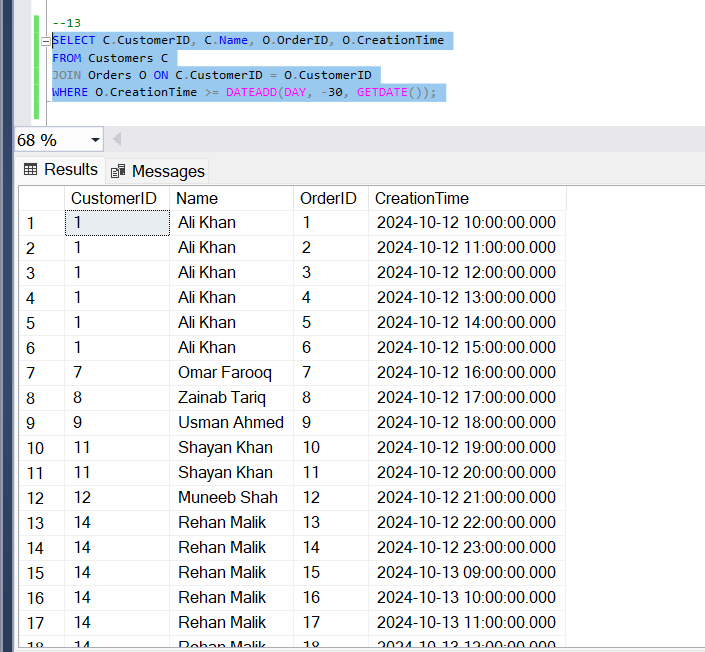 --13
SELECT C.CustomerID, C.Name, O.OrderID, O.CreationTime
FROM Customers C
JOIN Orders O ON C.CustomerID = O.CustomerID
WHERE O.CreationTime >= DATEADD(DAY, -30, GETDATE());
68 %
Results Messages
CustomerID Name OrderID CreationTime
1 1 Ali Khan 1 2024-10-12 10:00:00.000
2 1 Ali Khan 2 2024-10-12 11:00:00.000
3 1 Ali Khan 3 2024-10-12 12:00:00.000
4 1 Ali Khan 4 2024-10-12 13:00:00.000
5 1 Ali Khan 5 2024-10-12 14:00:00.000
6 1 Ali Khan 6 2024-10-12 15:00:00.000
7 7 Omar Farooq 7 2024-10-12 16:00:00.000
8 8 Zainab Tariq 8 2024-10-12 17:00:00.000
9 9 Usman Ahmed 9 2024-10-12 18:00:00.000
10 11 Shayan Khan 10 2024-10-12 19:00:00.000
11 11 Shayan Khan 11 2024-10-12 20:00:00.000
12 12 Muneeb Shah 12 2024-10-12 21:00:00.000
13 14 Rehan Malik 13 2024-10-12 22:00:00.000
14 14 Rehan Malik 14 2024-10-12 23:00:00.000
15 14 Rehan Malik 15 2024-10-13 09:00:00.000
16 14 Rehan Malik 16 2024-10-13 10:00:00.000
17 14 Rehan Malik 17 2024-10-13 11:00:00.000
18 14 Rehan Malik 18 2024-10-13 12:00:00.000